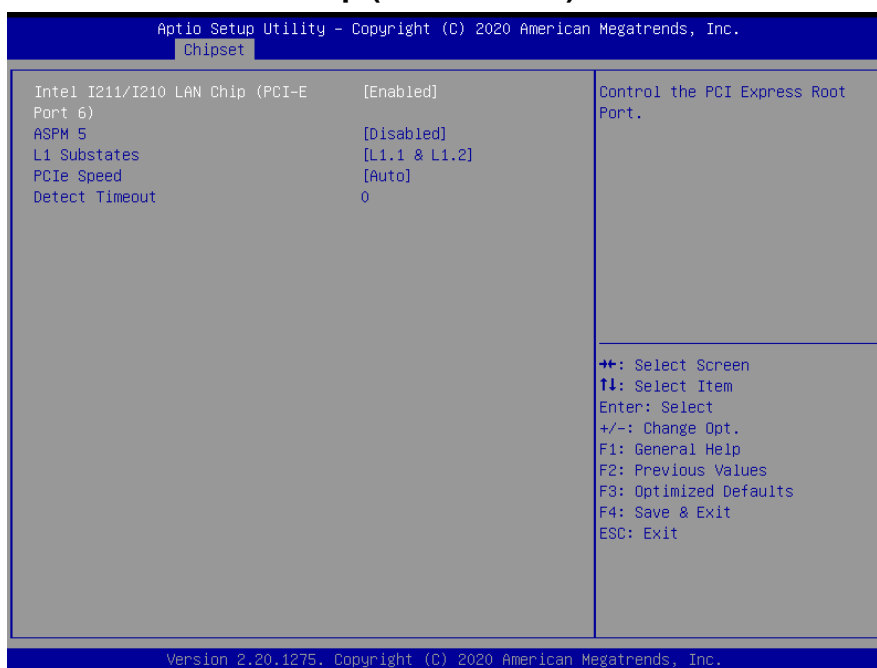 Aptio Setup Utility – Copyright (C) 2020 American Megatrends, Inc.
Chipset
Intel I211/I210 LAN Chip (PCI-E [Enabled]
Port 6)
ASPM 5 [Disabled]
L1 Substates [L1.1 & L1.2]
PCIe Speed [Auto]
Detect Timeout 0
Control the PCI Express Root
Port.
→←: Select Screen
↑↓: Select Item
Enter: Select
+/-: Change Opt.
F1: General Help
F2: Previous Values
F3: Optimized Defaults
F4: Save & Exit
ESC: Exit
Version 2.20.1275. Copyright (C) 2020 American Megatrends, Inc.